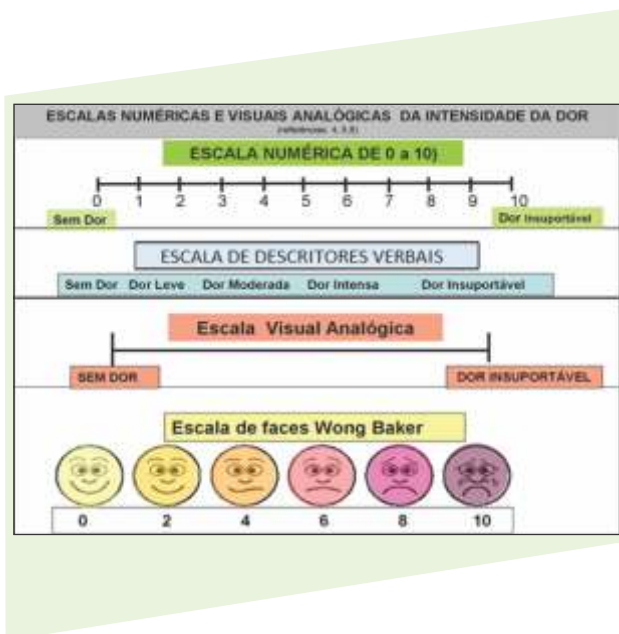 ESCALAS NUMÉRICAS E VISUAIS ANALÓGICAS DA INTENSIDADE DA DOR
ESCALA NUMÉRICA DE 0 a 10)
0 1 2 3 4 5 6 7 8 9 10
Sem Dor Dor Insuportável
ESCALA DE DESCRITORES VERBAIS
Sem Dor Dor Leve Dor Moderada Dor Intensa Dor Insuportável
Escala Visual Analógica
SEM DOR DOR INSUPORTÁVEL
Escala de faces Wong Baker
0 2 4 6 8 10